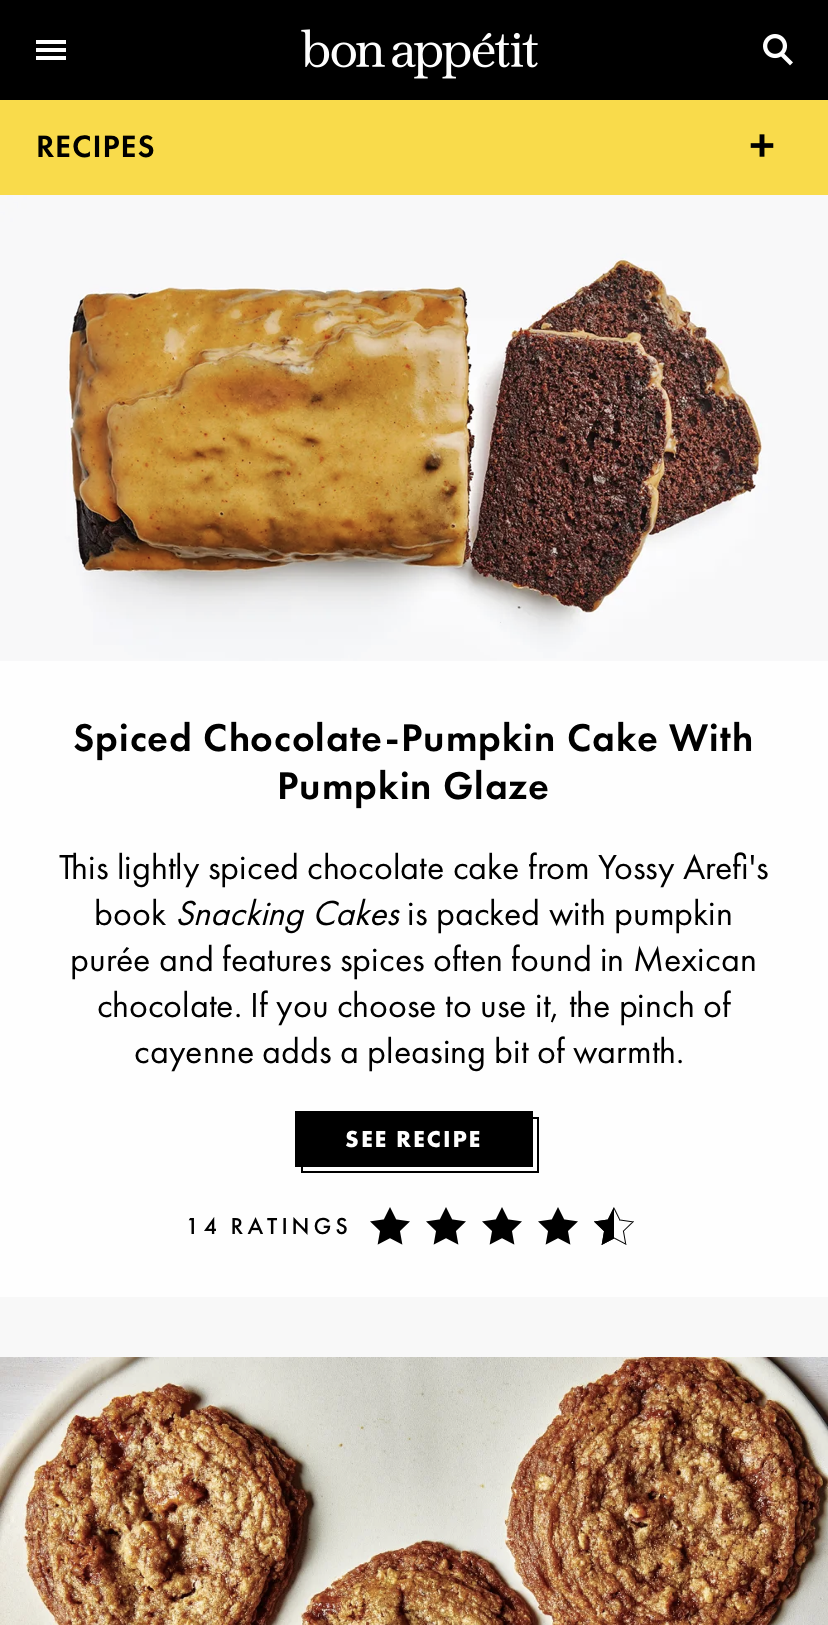 bon appétit
RECIPES
Spiced Chocolate-Pumpkin Cake With
Pumpkin Glaze
This lightly spiced chocolate cake from Yossy Arefi's
book Snacking Cakes is packed with pumpkin
purée and features spices often found in Mexican
chocolate. If you choose to use it, the pinch of
cayenne adds a pleasing bit of warmth.
SEE RECIPE
14 RATINGS